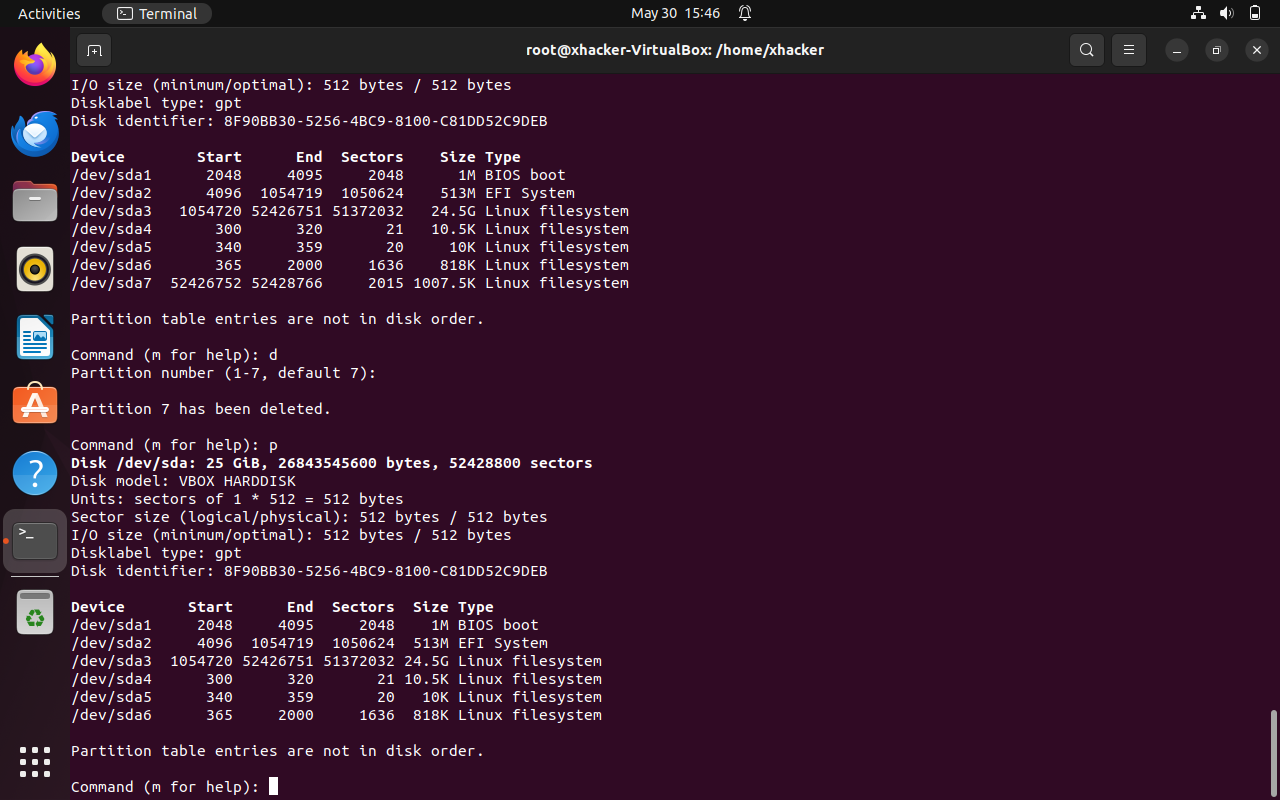 Activities Terminal May 30 15:46
root@xhacker-VirtualBox: /home/xhacker
I/O size (minimum/optimal): 512 bytes / 512 bytes
Disklabel type: gpt
Disk identifier: 8F90BB30-5256-4BC9-8100-C81DD52C9DEB
Device Start End Sectors Size Type
/dev/sda1 2048 4095 2048 1M BIOS boot
/dev/sda2 4096 1054719 1050624 513M EFI System
/dev/sda3 1054720 52426751 51372032 24.5G Linux filesystem
/dev/sda4 300 320 21 10.5K Linux filesystem
/dev/sda5 340 359 20 10K Linux filesystem
/dev/sda6 365 2000 1636 818K Linux filesystem
/dev/sda7 52426752 52428766 2015 1007.5K Linux filesystem
Partition table entries are not in disk order.
Command (m for help): d
Partition number (1-7, default 7):
Partition 7 has been deleted.
Command (m for help): p
Disk /dev/sda: 25 GiB, 26843545600 bytes, 52428800 sectors
Disk model: VBOX HARDDISK
Units: sectors of 1 * 512 = 512 bytes
Sector size (logical/physical): 512 bytes / 512 bytes
I/O size (minimum/optimal): 512 bytes / 512 bytes
Disklabel type: gpt
Disk identifier: 8F90BB30-5256-4BC9-8100-C81DD52C9DEB
Device Start End Sectors Size Type
/dev/sda1 2048 4095 2048 1M BIOS boot
/dev/sda2 4096 1054719 1050624 513M EFI System
/dev/sda3 1054720 52426751 51372032 24.5G Linux filesystem
/dev/sda4 300 320 21 10.5K Linux filesystem
/dev/sda5 340 359 20 10K Linux filesystem
/dev/sda6 365 2000 1636 818K Linux filesystem
Partition table entries are not in disk order.
Command (m for help):